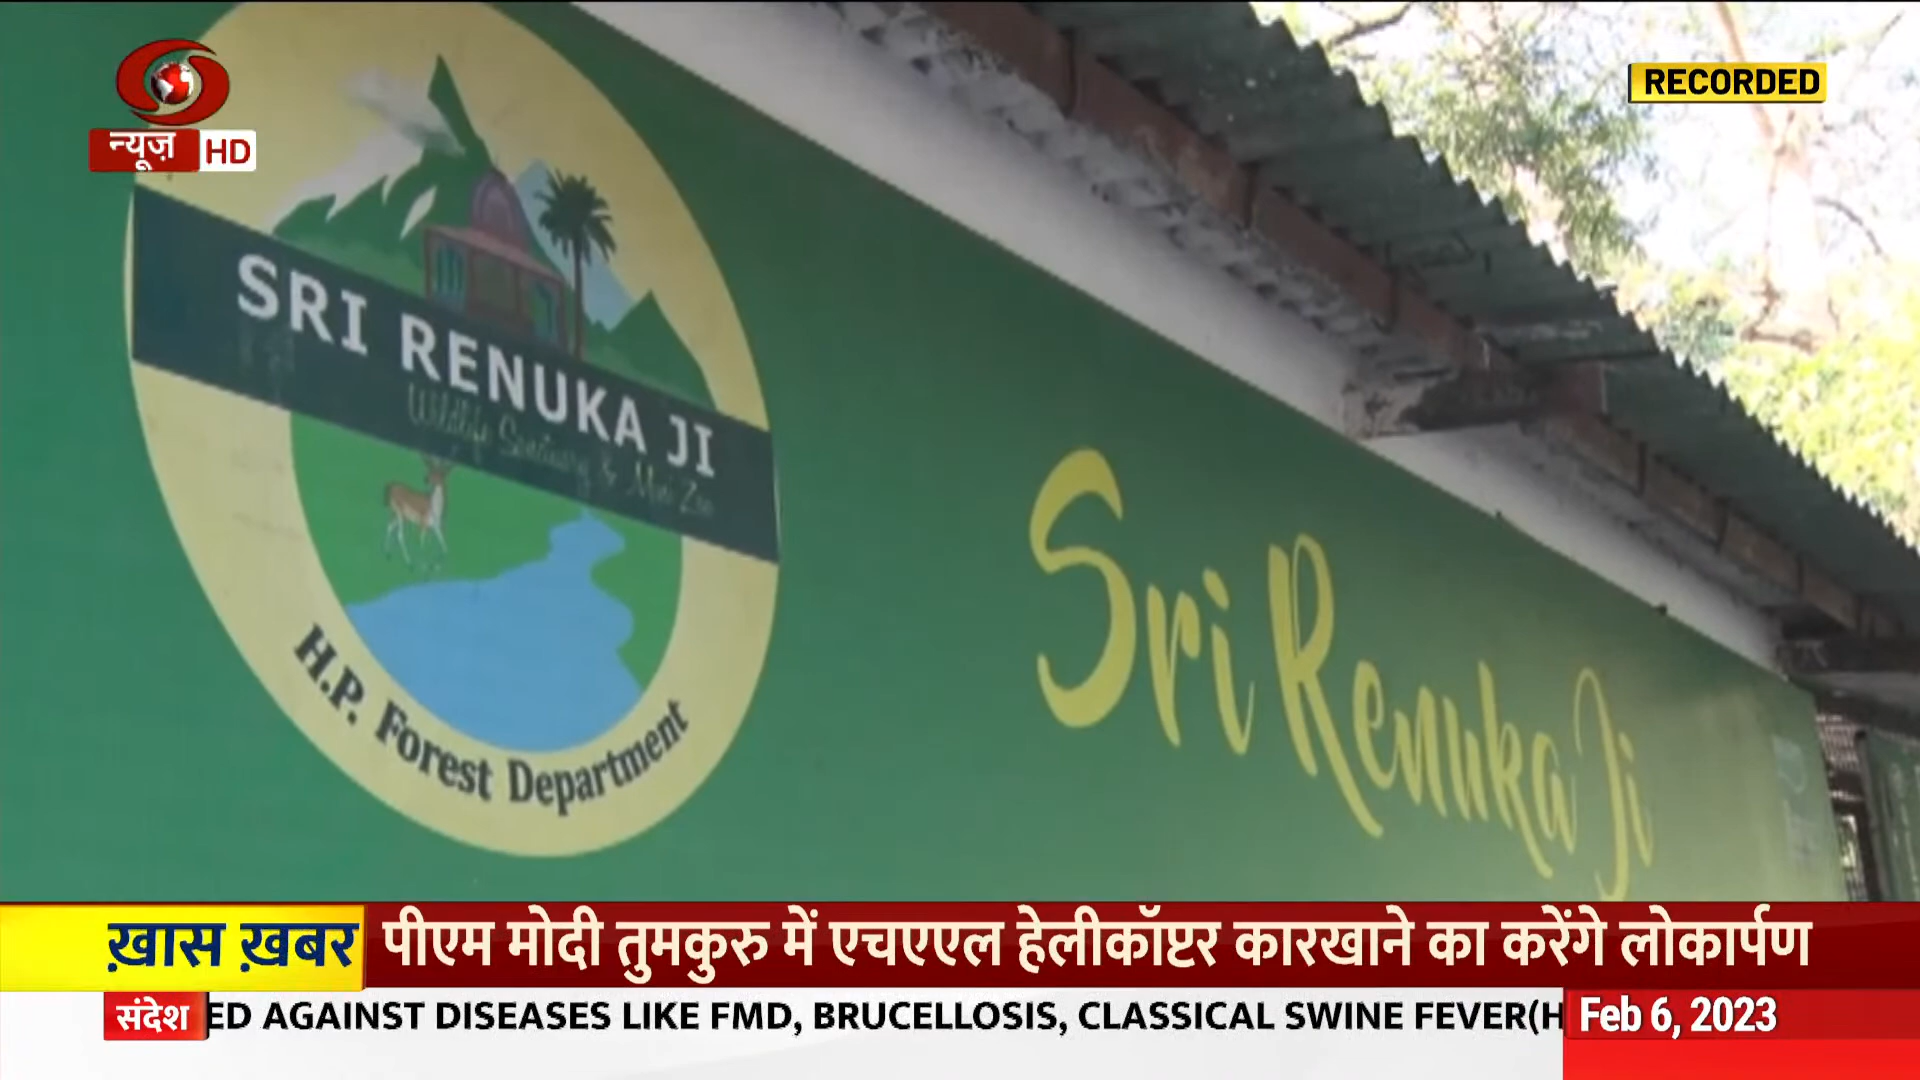 न्यूज़ HD
RECORDED
SRI RENUKA JI
Wildlife Sanctuary & Mini Zoo
H.P. Forest Department
Sri Renuka Ji
ख़ास ख़बर
पीएम मोदी तुमकुरु में एचएएल हेलीकॉप्टर कारखाने का करेंगे लोकार्पण
संदेश
ED AGAINST DISEASES LIKE FMD, BRUCELLOSIS, CLASSICAL SWINE FEVER(H
Feb 6, 2023